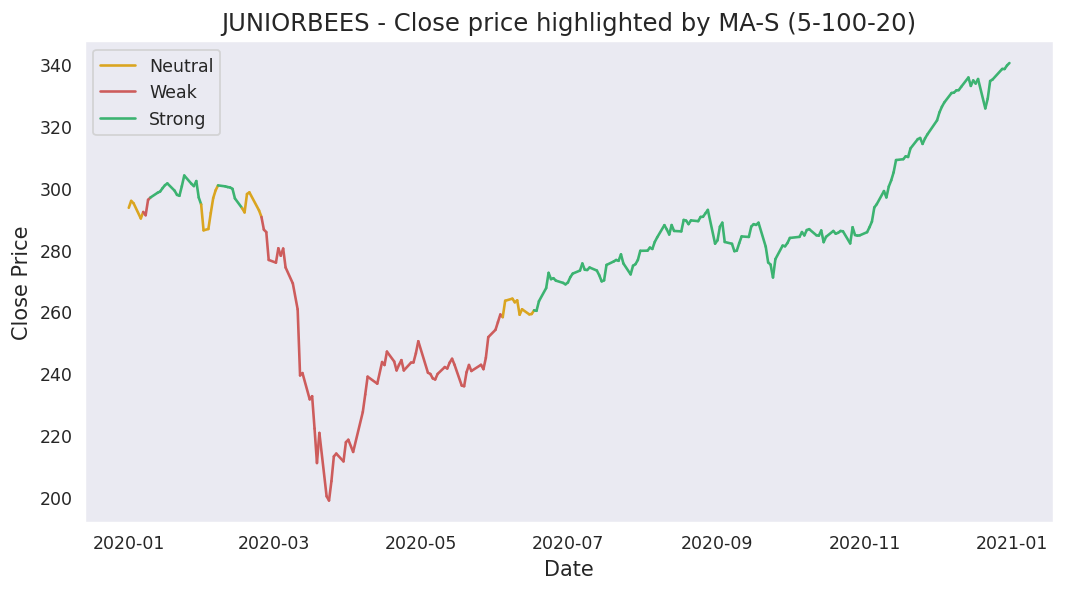 JUNIORBEES - Close price highlighted by MA-S (5-100-20)
Neutral
Weak
Strong
Close Price
340
320
300
280
260
240
220
200
2020-01 2020-03 2020-05 2020-07 2020-09 2020-11 2021-01
Date